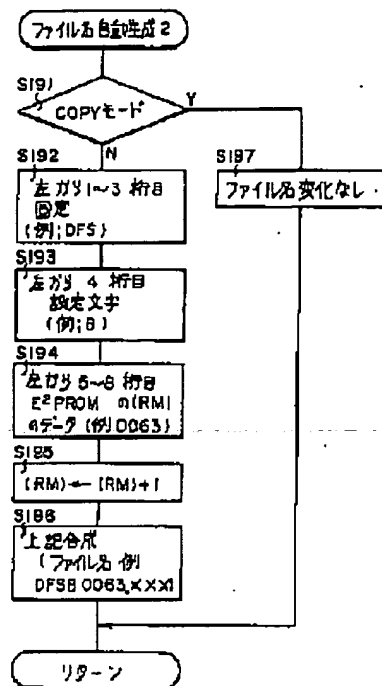 ファイル名自動生成2
S191
COPYモード
Y
N
S192
左から1~3桁目
固定
(例;DFS)
S197
ファイル名変化なし
S193
左から4桁目
設定文字
(例;B)
S194
左から5~8桁目
E²PROMの(RM)
のデータ(例0063)
S195
(RM)←(RM)+1
S196
上記合成
(ファイル名例
DFSB0063.XXX)
リターン